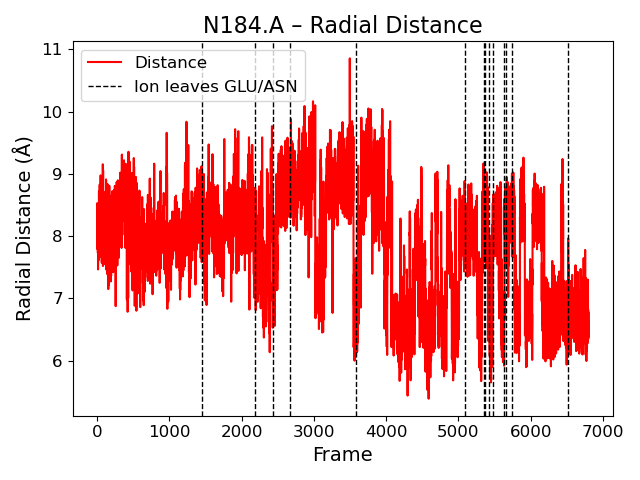 N184.A – Radial Distance
Distance
Ion leaves GLU/ASN
Radial Distance (Å)
11
10
9
8
7
6
0
1000
2000
3000
4000
5000
6000
7000
Frame